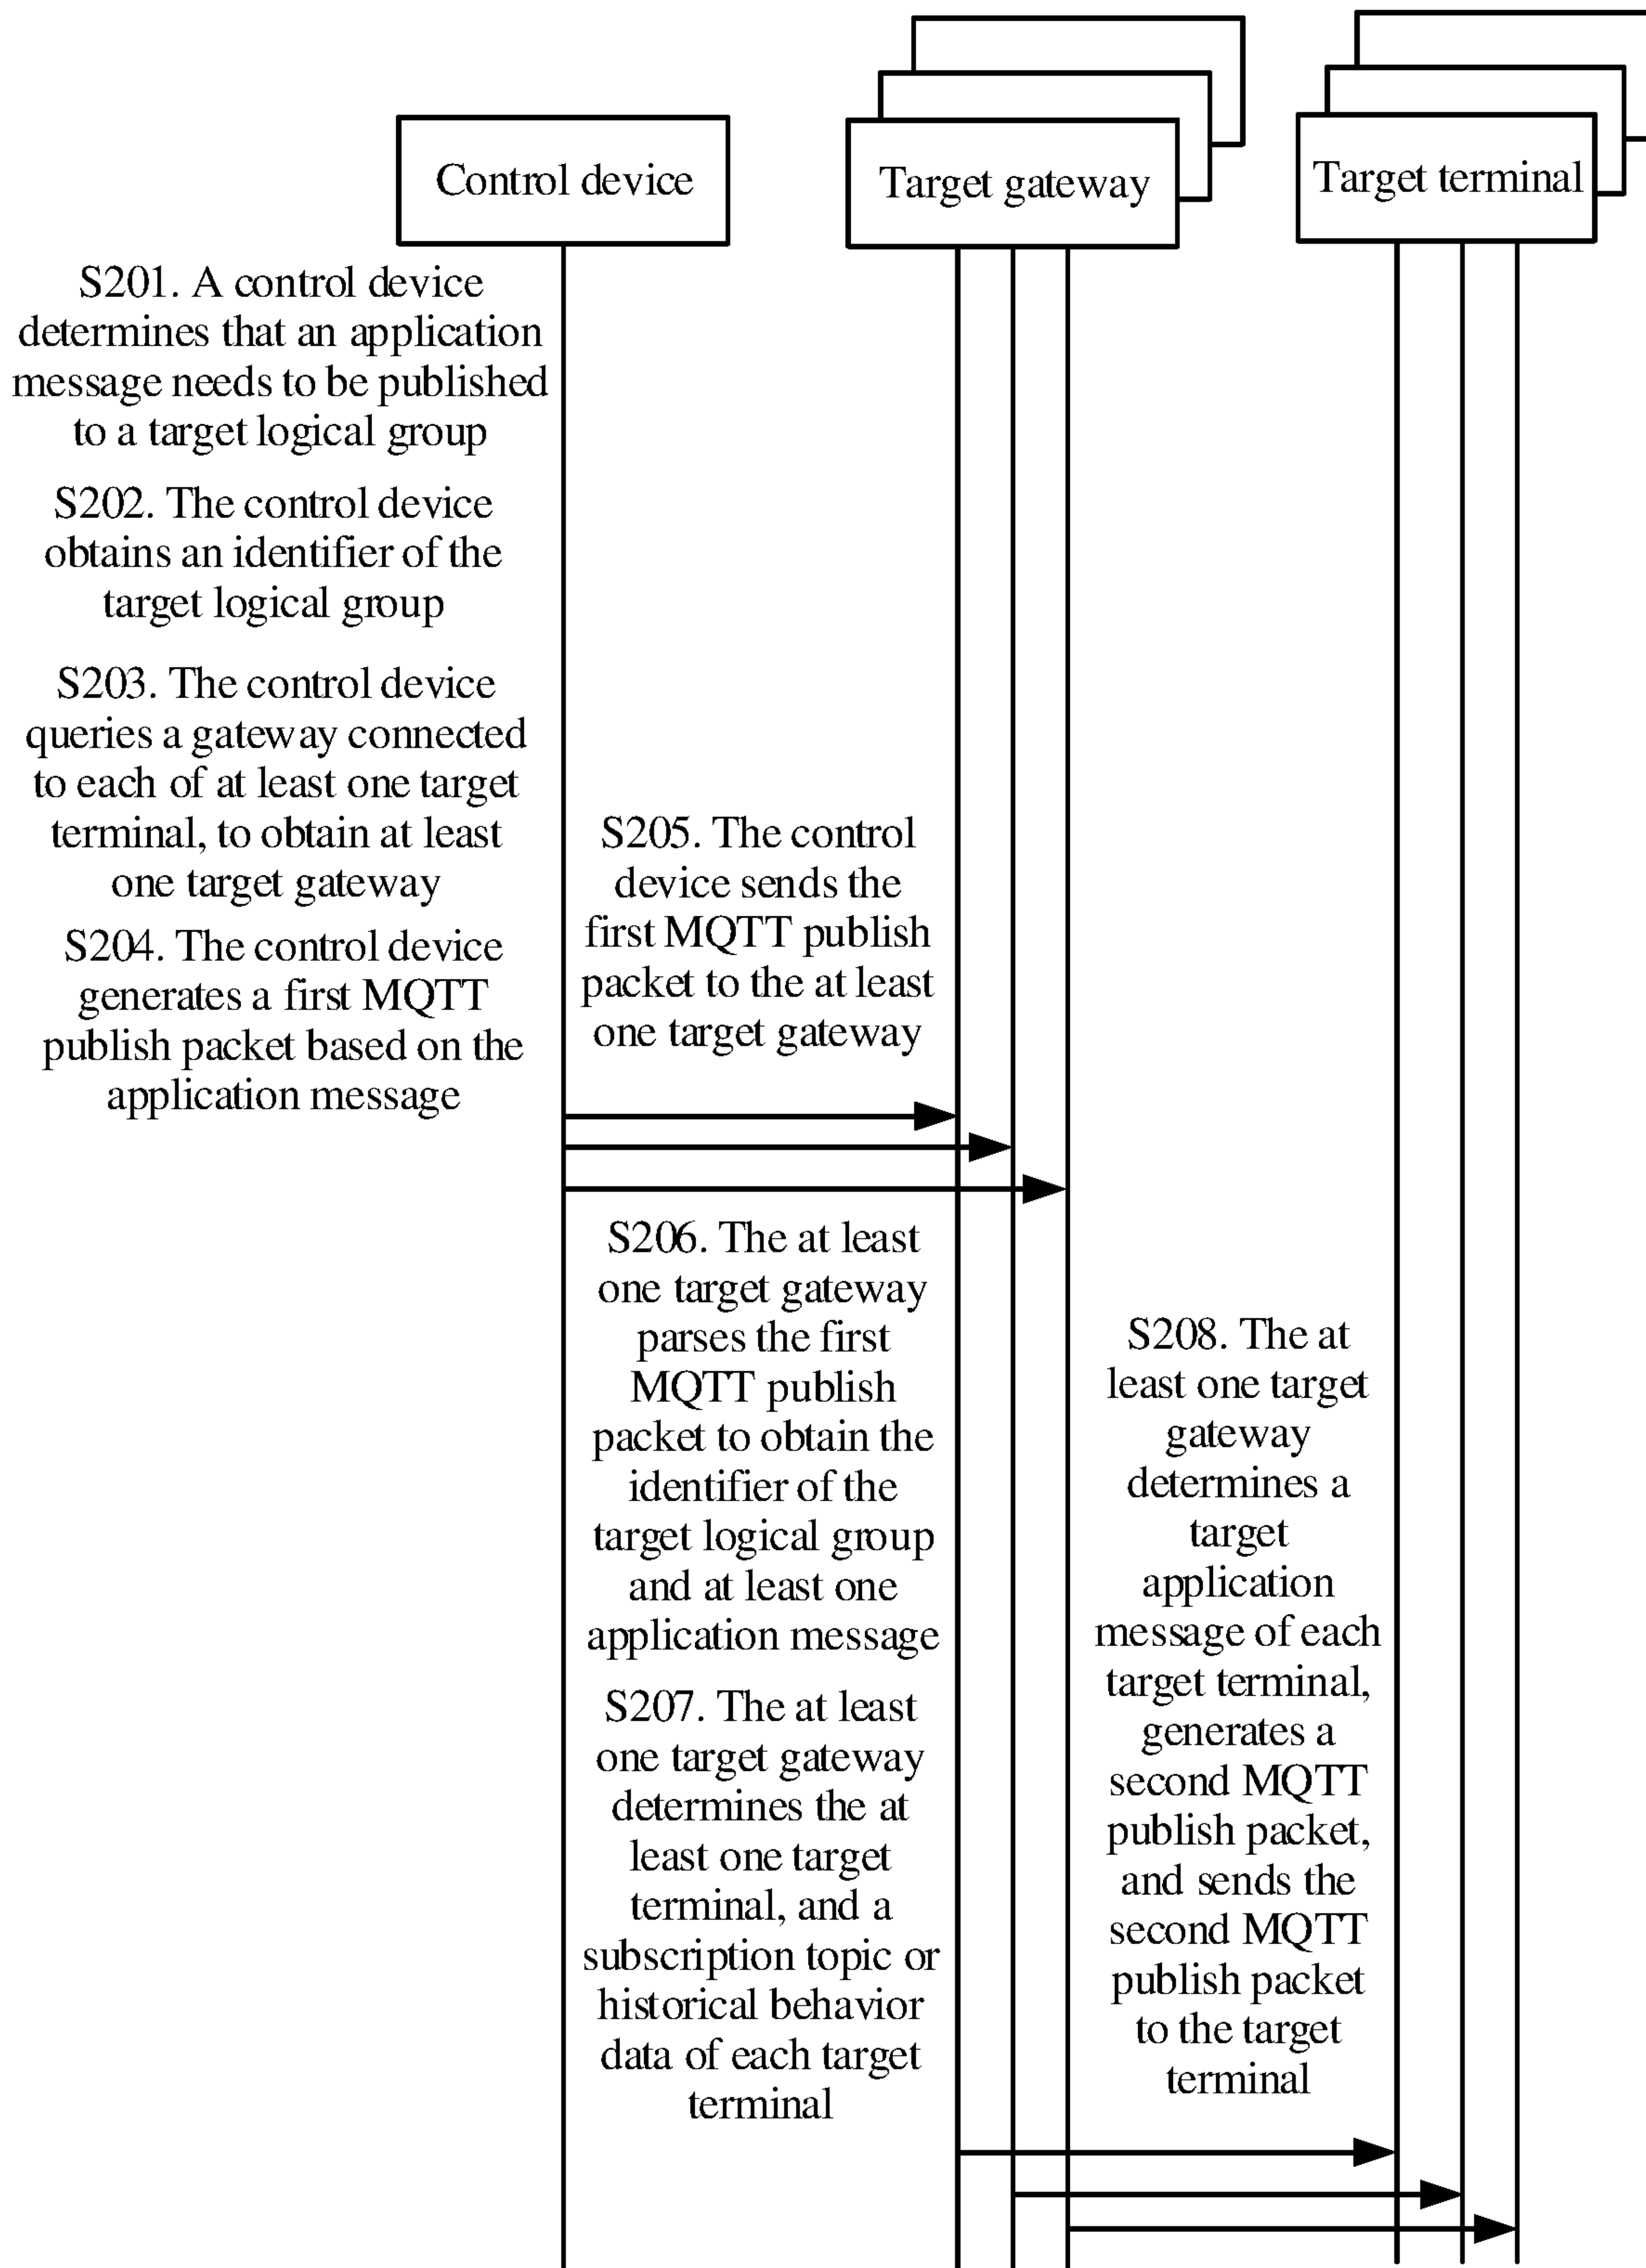 Control device
Target gateway
Target terminal
S201. A control device
determines that an application
message needs to be published
to a target logical group
S202. The control device
obtains an identifier of the
target logical group
S203. The control device
queries a gateway connected
to each of at least one target
terminal, to obtain at least
one target gateway
S204. The control device
generates a first MQTT
publish packet based on the
application message
S205. The control
device sends the
first MQTT publish
packet to the at least
one target gateway
S206. The at least
one target gateway
parses the first
MQTT publish
packet to obtain the
identifier of the
target logical group
and at least one
application message
S207. The at least
one target gateway
determines the at
least one target
terminal, and a
subscription topic or
historical behavior
data of each target
terminal
S208. The at
least one target
gateway
determines a
target
application
message of each
target terminal,
generates a
second MQTT
publish packet,
and sends the
second MQTT
publish packet
to the target
terminal